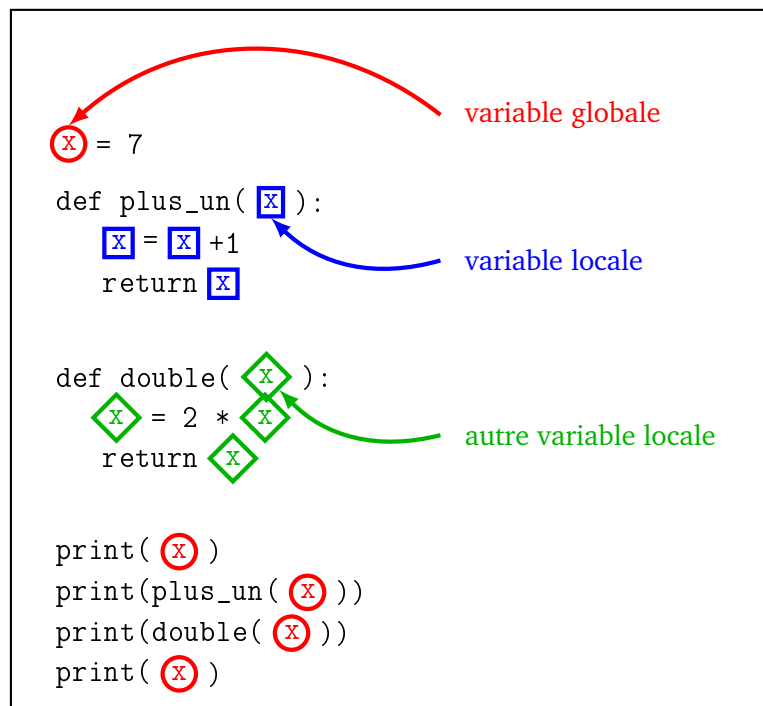 variable globale
x = 7
def plus_un( x ):
x = x +1
variable locale
return x
def double( x ):
x = 2 * x
autre variable locale
return x
print( x )
print(plus_un( x ))
print(double( x ))
print( x )